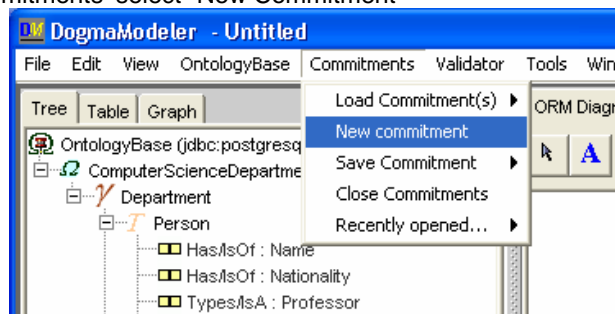 mitments select New Commitment
DM DogmaModeler - Untitled
File Edit View OntologyBase Commitments Validator Tools Win
Tree Table Graph
Load Commitment(s)
New commitment
Save Commitment
Close Commitments
Recently opened...
ORM Diagr
A
OntologyBase (jdbc:postgresq
Ω ComputerScienceDepartme
γ Department
T Person
Has/IsOf : Name
Has/IsOf : Nationality
Types/IsA : Professor